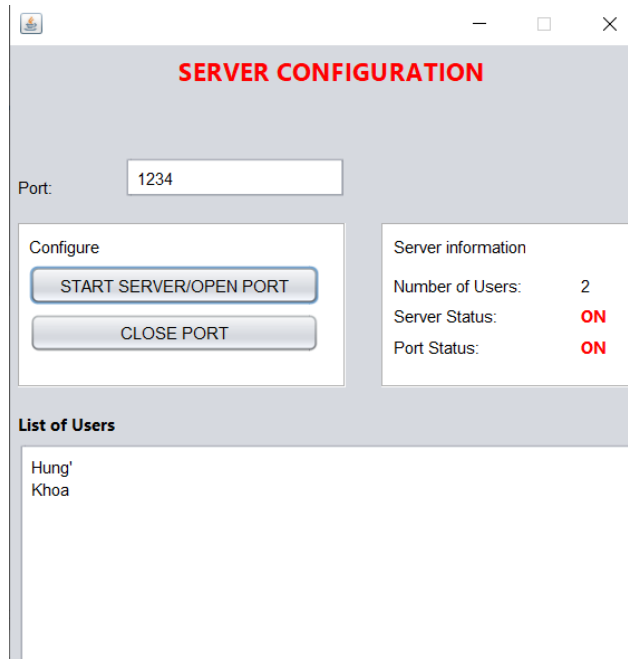 SERVER CONFIGURATION
Port:
1234
Configure
START SERVER/OPEN PORT
CLOSE PORT
Server information
Number of Users: 2
Server Status: ON
Port Status: ON
List of Users
Hung'
Khoa